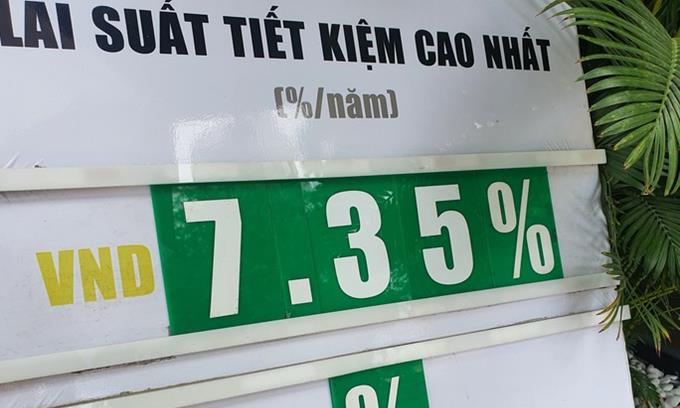 LÃI SUẤT TIẾT KIỆM CAO NHẤT
(%/năm)
VND 7.35%
%